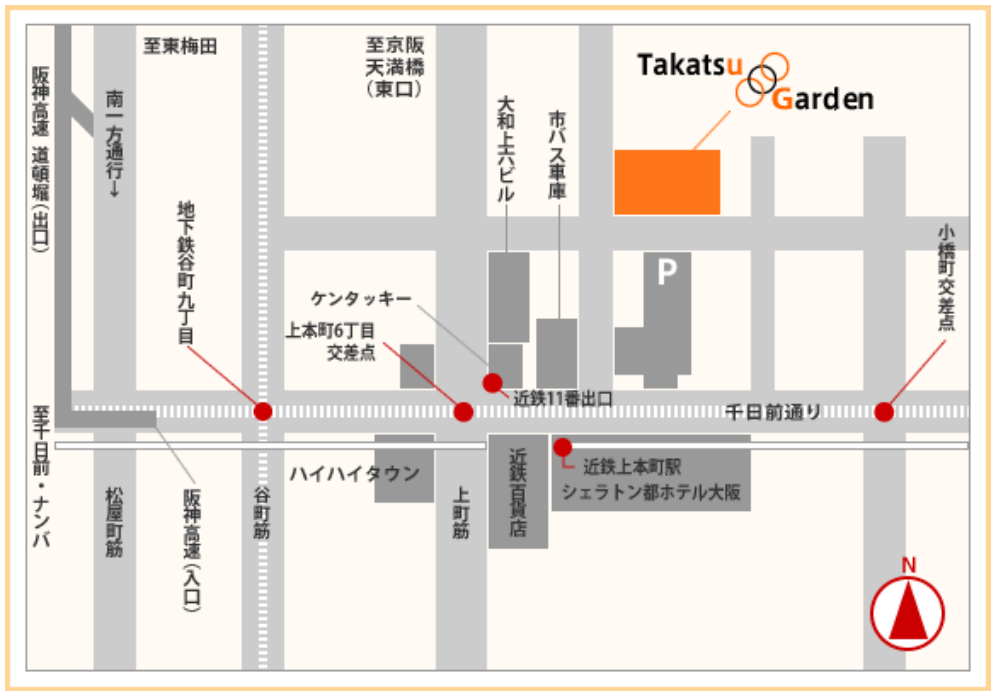 至東梅田
至京阪
天満橋
（東口）
Takatsu
Garden
阪神高速 道頓堀（出口）
南一方通行→
大和上六ビル
市バス車庫
地下鉄谷町九丁目
小橋町交差点
P
ケンタッキー
上本町6丁目
交差点
近鉄11番出口
千日前通り
至千日前・ナンバ
ハイハイタウン
近鉄百貨店
近鉄上本町駅
シェラトン都ホテル大阪
松屋町筋
阪神高速（入口）
谷町筋
上町筋
N